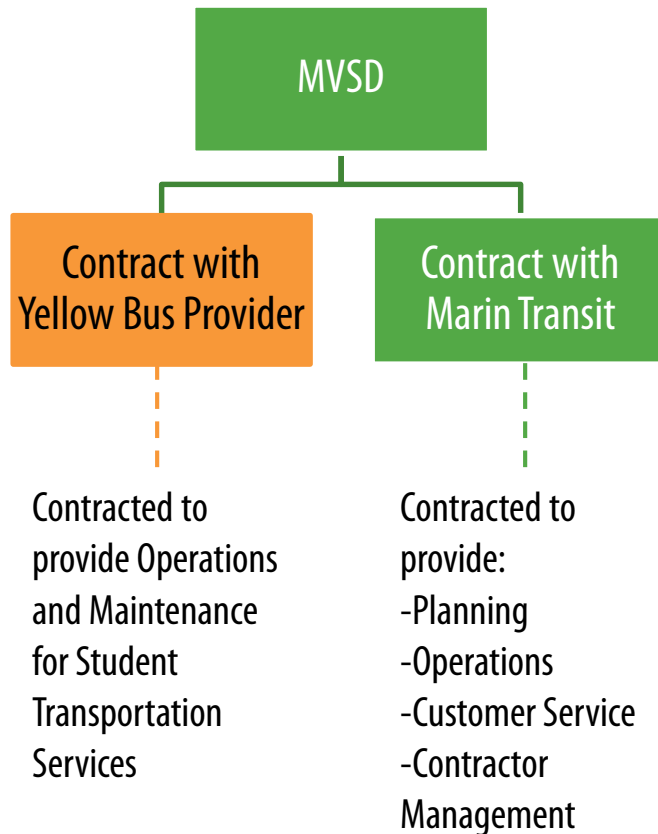 MVSD
Contract with
Yellow Bus Provider
Contract with
Marin Transit
Contracted to
provide Operations
and Maintenance
for Student
Transportation
Services
Contracted to
provide:
-Planning
-Operations
-Customer Service
-Contractor
Management